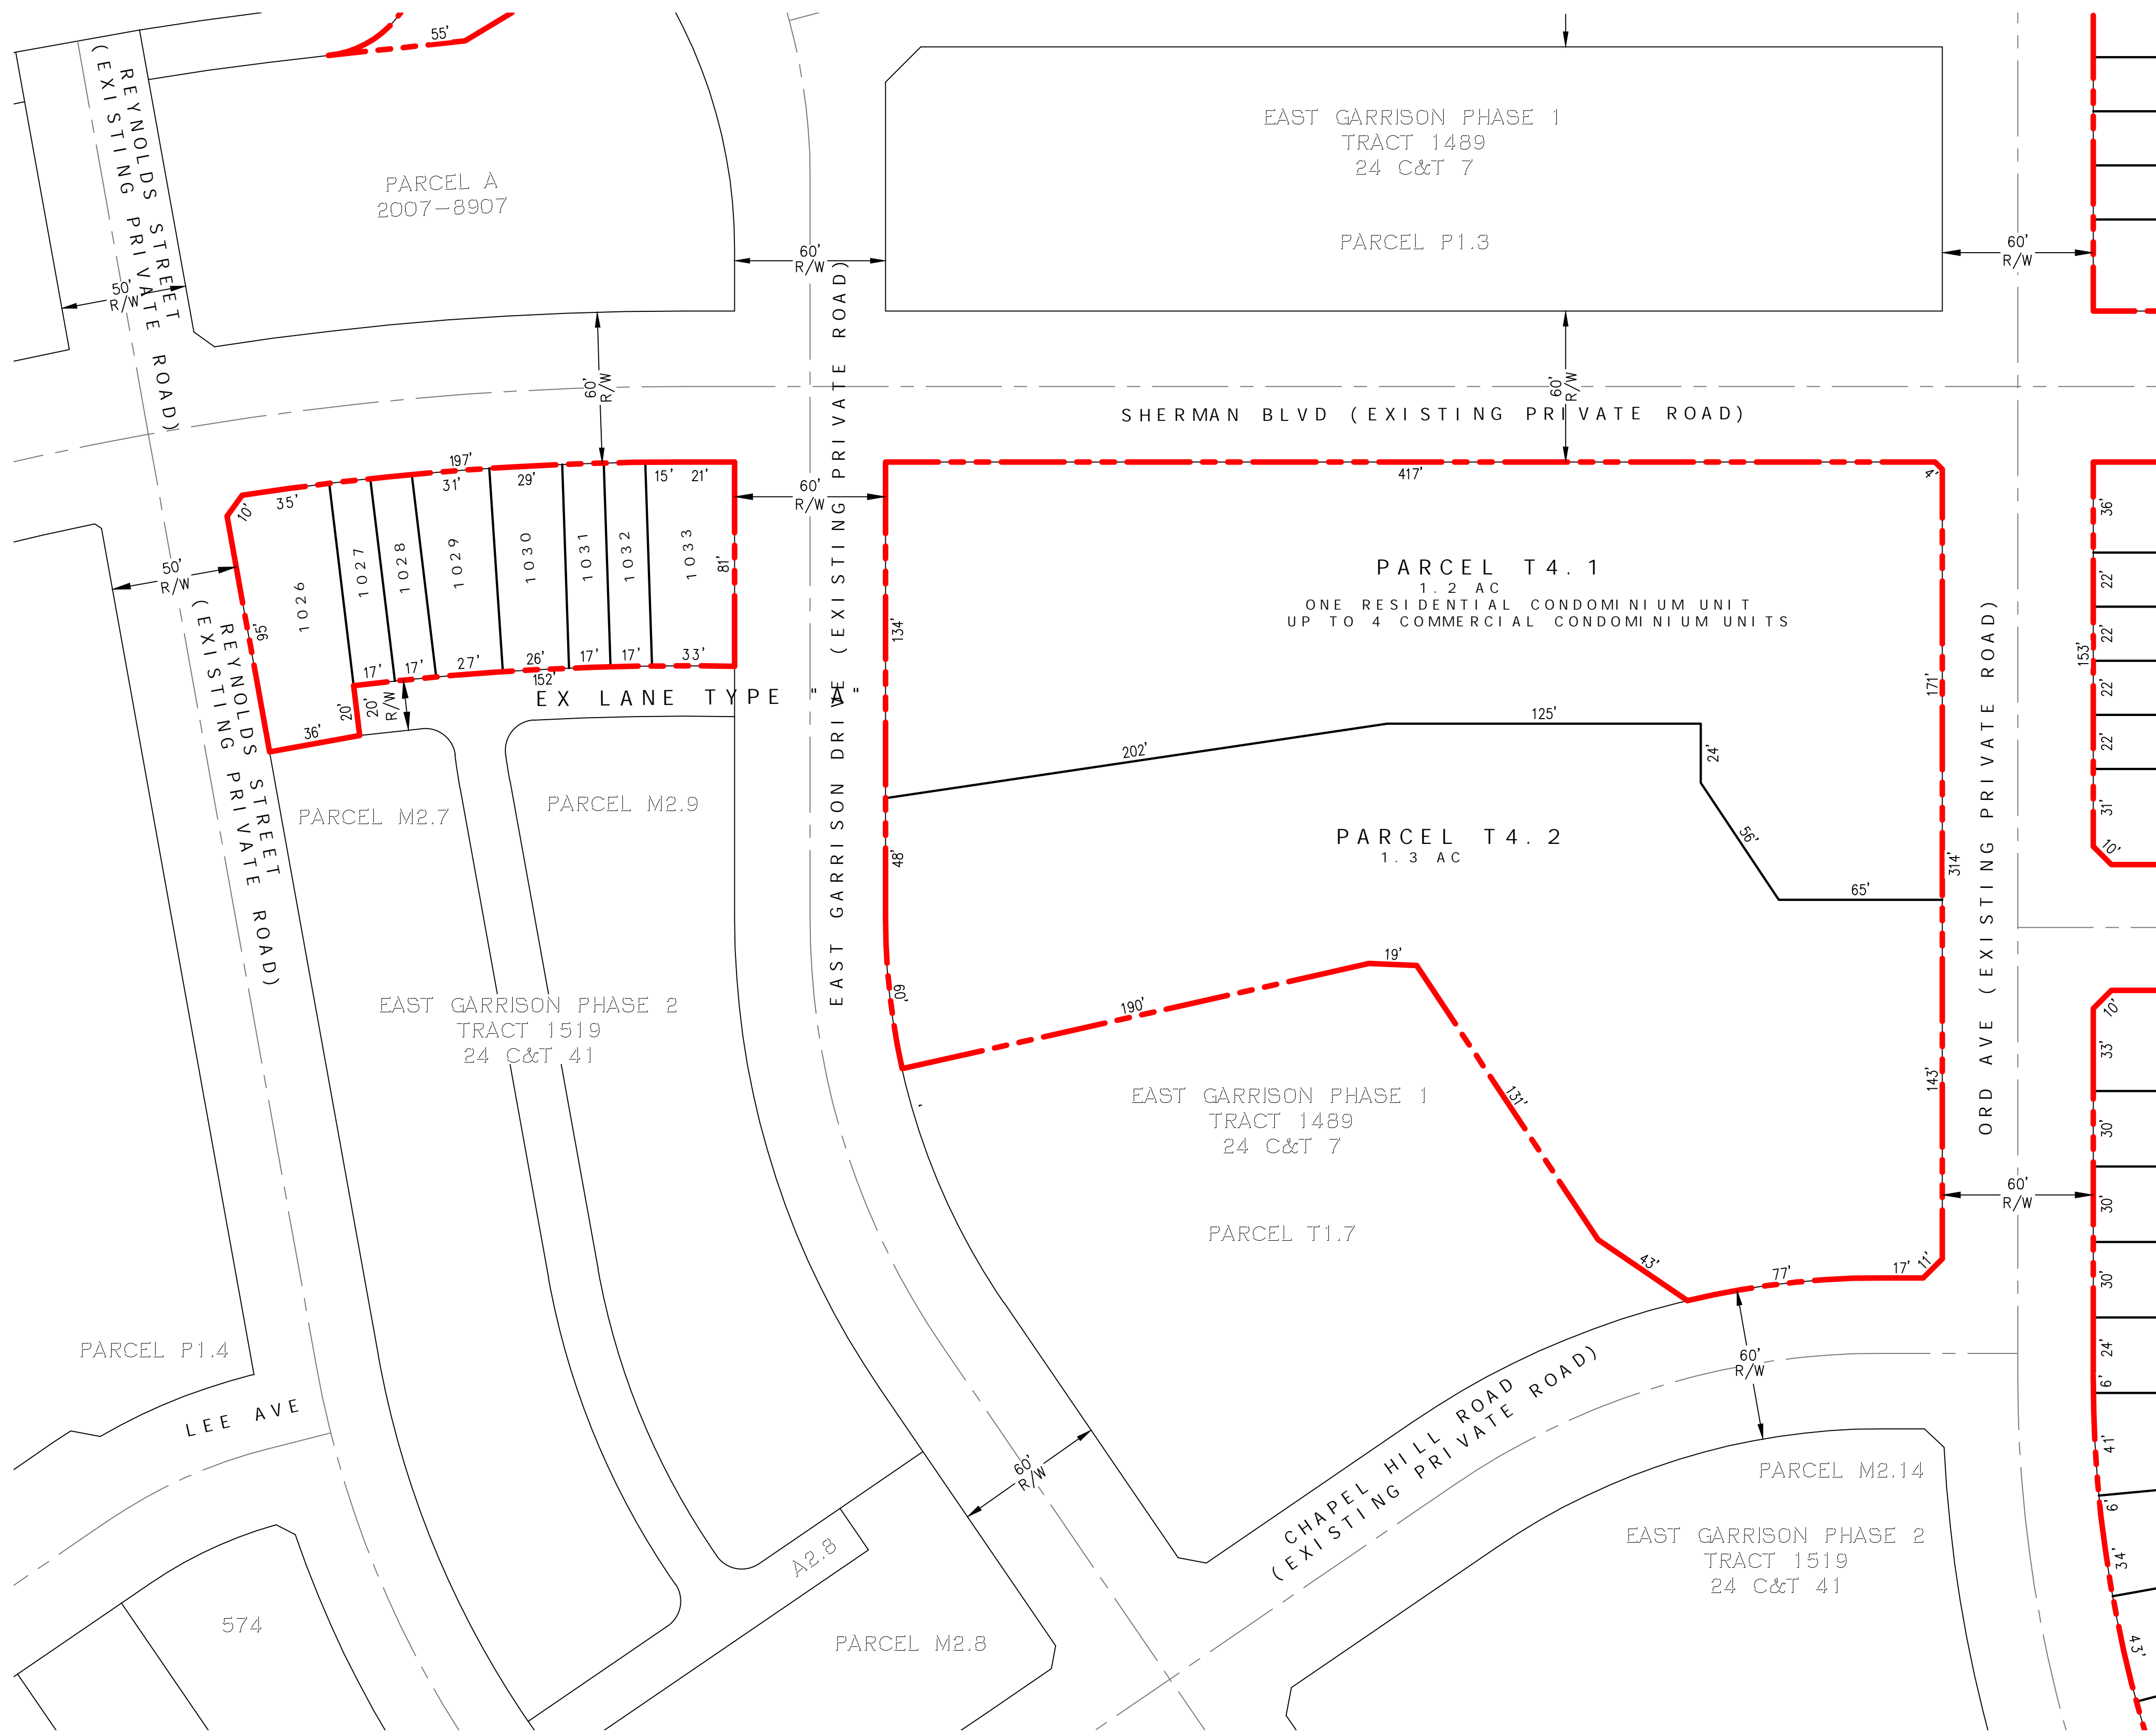 55'
REYNOLDS STREET
(EXISTING PRIVATE ROAD)
PARCEL A
2007-8907
EAST GARRISON PHASE 1
TRACT 1489
24 C&T 7
PARCEL P1.3
50'
R/W
60'
R/W
60'
R/W
60'
R/W
60'
R/W
SHERMAN BLVD (EXISTING PRIVATE ROAD)
EAST GARRISON DRIVE (EXISTING PRIVATE ROAD)
197'
10'
35'
31'
29'
15'
21'
1026
1027
1028
1029
1030
1031
1032
1033
81'
95'
17'
17'
27'
26'
17'
17'
33'
152'
20'
20'
R/W
36'
50'
R/W
60'
R/W
EX LANE TYPE "A"
REYNOLDS STREET
(EXISTING PRIVATE ROAD)
417'
4'
134'
PARCEL T4.1
1.2 AC
ONE RESIDENTIAL CONDOMINIUM UNIT
UP TO 4 COMMERCIAL CONDOMINIUM UNITS
171'
202'
125'
24'
56'
65'
314'
48'
PARCEL T4.2
1.3 AC
60'
190'
19'
131'
143'
43'
77'
17'
11'
ORD AVE (EXISTING PRIVATE ROAD)
36'
22'
22'
153'
22'
22'
31'
10'
10'
33'
30'
30'
30'
24'
6'
41'
6'
34'
43'
60'
R/W
PARCEL M2.7
PARCEL M2.9
EAST GARRISON PHASE 2
TRACT 1519
24 C&T 41
EAST GARRISON PHASE 1
TRACT 1489
24 C&T 7
PARCEL T1.7
PARCEL P1.4
LEE AVE
60'
R/W
60'
R/W
CHAPEL HILL ROAD
(EXISTING PRIVATE ROAD)
PARCEL M2.14
EAST GARRISON PHASE 2
TRACT 1519
24 C&T 41
A2.8
574
PARCEL M2.8